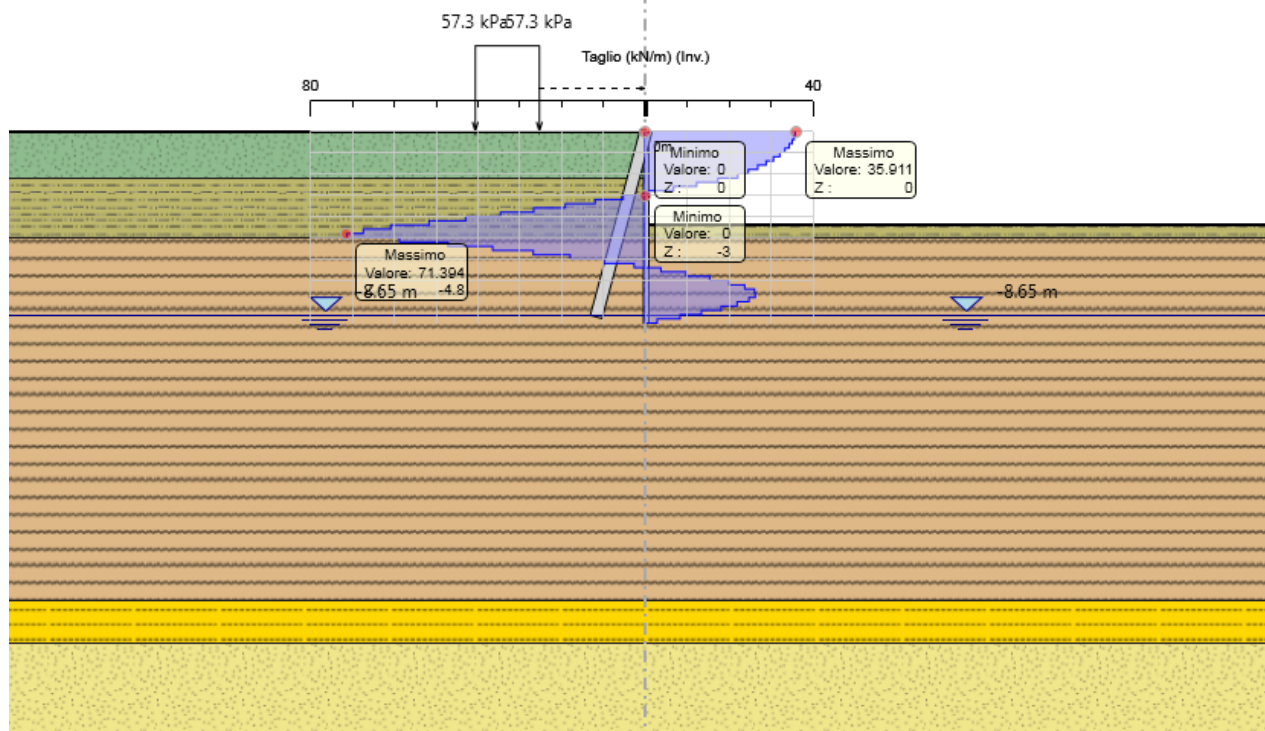 57.3 kPa57.3 kPa
Taglio (kN/m) (Inv.)
80
40
0m
Minimo
Valore: 0
Z : 0
Massimo
Valore: 35.911
Z : 0
Minimo
Valore: 0
Z : -3
Massimo
Valore: 71.394
Z : -4.8
-8.65 m
-8.65 m